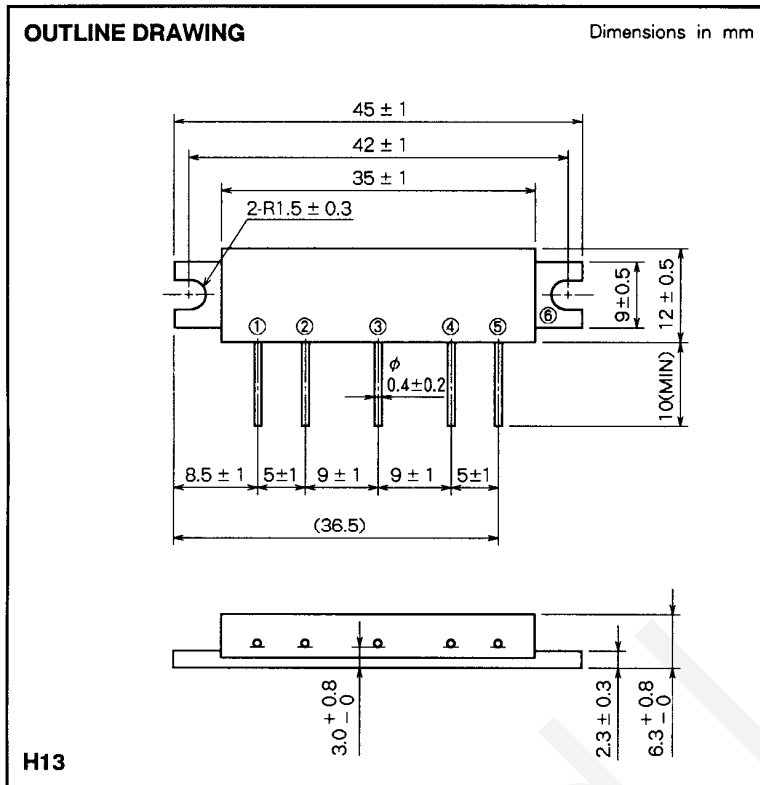 OUTLINE DRAWING
Dimensions in mm
45 ± 1
42 ± 1
35 ± 1
2-R1.5 ± 0.3
① ② ③ ④ ⑤
⑥
9±0.5
12 ± 0.5
10(MIN)
ϕ
0.4±0.2
8.5 ± 1
5±1
9 ± 1
9 ± 1
5±1
(36.5)
3.0 + 0.8 - 0
2.3 ± 0.3
6.3 + 0.8 - 0
H13